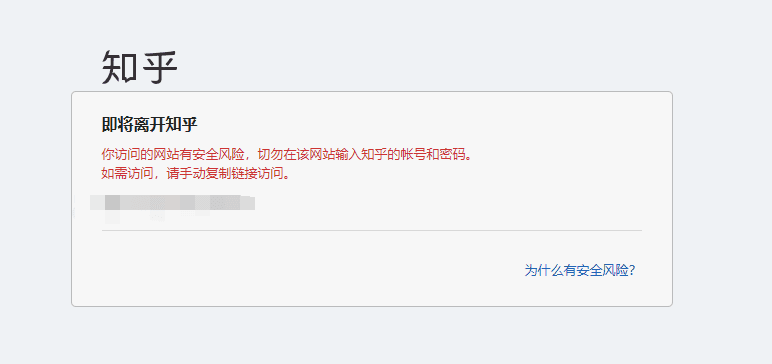 知乎
即将离开知乎
你访问的网站有安全风险，切勿在该网站输入知乎的帐号和密码。
如需访问，请手动复制链接访问。
为什么有安全风险？